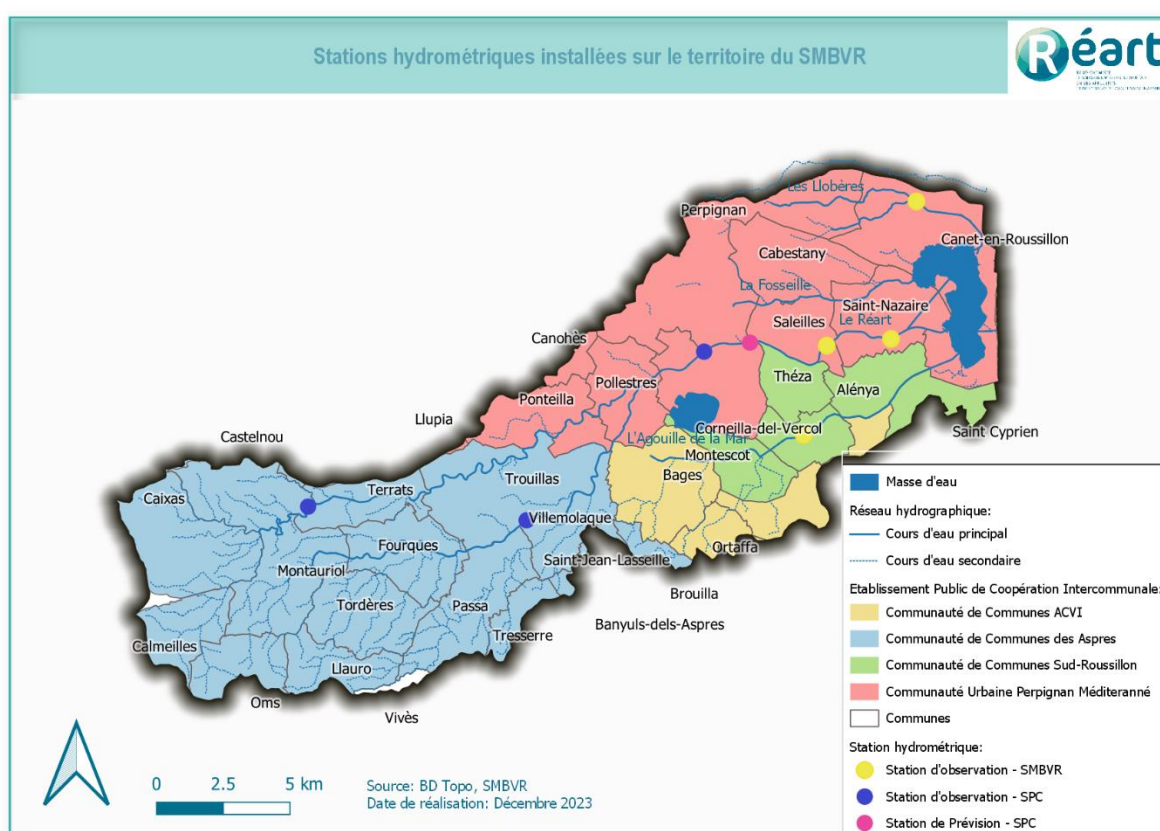 Stations hydrométriques installées sur le territoire du SMBVR
Réart
Les Llobères
Perpignan
Canet-en-Roussillon
Cabestany
La Fosseille
Saint-Nazaire
Saleilles
Le Réart
Canohès
Théza
Pollestres
Alénya
Ponteilla
Llupia
Corneilla-del-Vercol
Saint Cyprien
L'Agouille de la Mar
Castelnou
Montescot
Trouillas
Bages
Terrats
Caixas
Villemolaque
Fourques
Ortaffa
Saint-Jean-Lasseille
Montauriol
Brouilla
Tordères
Passa
Banyuls-dels-Aspres
Tresserre
Calmeilles
Llauro
Oms
Vivès
Masse d'eau
Réseau hydrographique:
Cours d'eau principal
Cours d'eau secondaire
Etablissement Public de Coopération Intercommunale:
Communauté de Communes ACVI
Communauté de Communes des Aspres
Communauté de Communes Sud-Roussillon
Communauté Urbaine Perpignan Méditeranné
Communes
Station hydrométrique:
Station d'observation - SMBVR
Station d'observation - SPC
Station de Prévision - SPC
0 2.5 5 km
Source: BD Topo, SMBVR
Date de réalisation: Décembre 2023